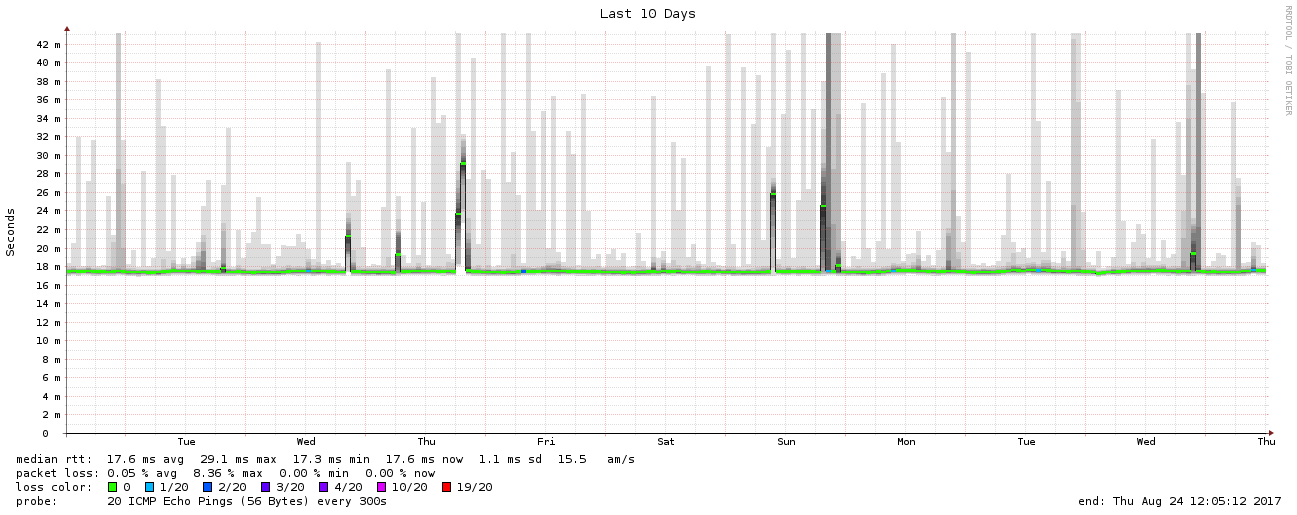 Last 10 Days
RRDTOOL / TOBI OETIKER
Seconds
42 m
40 m
38 m
36 m
34 m
32 m
30 m
28 m
26 m
24 m
22 m
20 m
18 m
16 m
14 m
12 m
10 m
8 m
6 m
4 m
2 m
0
Tue Wed Thu Fri Sat Sun Mon Tue Wed Thu
median rtt: 17.6 ms avg 29.1 ms max 17.3 ms min 17.6 ms now 1.1 ms sd 15.5 am/s
packet loss: 0.05 % avg 8.36 % max 0.00 % min 0.00 % now
loss color: 0 1/20 2/20 3/20 4/20 10/20 19/20
probe: 20 ICMP Echo Pings (56 Bytes) every 300s
end: Thu Aug 24 12:05:12 2017